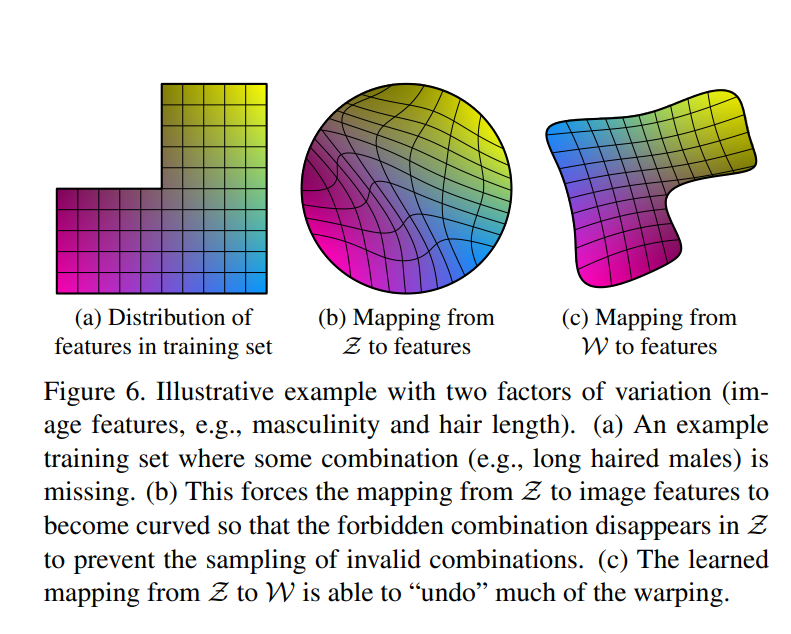 (a) Distribution of
features in training set
(b) Mapping from
𝒵 to features
(c) Mapping from
𝒲 to features
Figure 6. Illustrative example with two factors of variation (im-
age features, e.g., masculinity and hair length). (a) An example
training set where some combination (e.g., long haired males) is
missing. (b) This forces the mapping from 𝒵 to image features to
become curved so that the forbidden combination disappears in 𝒵
to prevent the sampling of invalid combinations. (c) The learned
mapping from 𝒵 to 𝒲 is able to “undo” much of the warping.